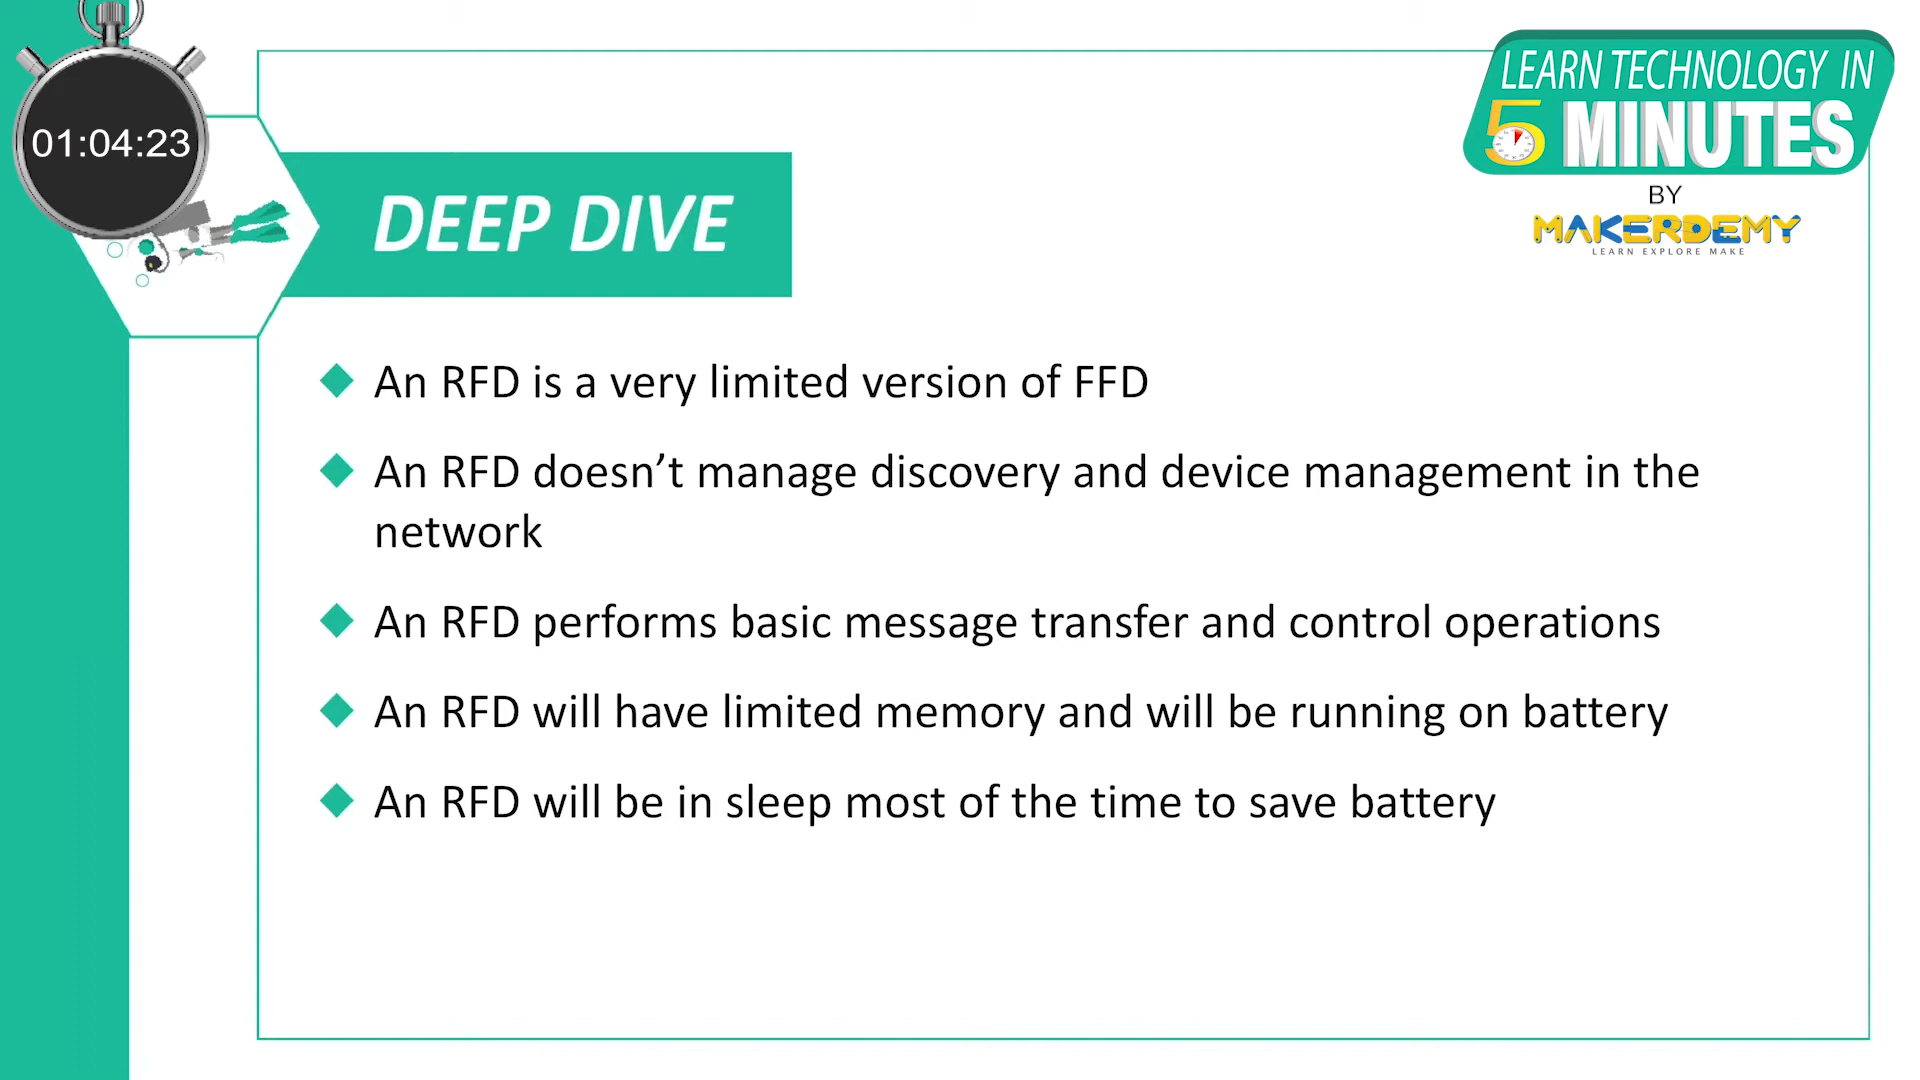 01:04:23
LEARN TECHNOLOGY IN
5 MINUTES
BY
MAKERDEMY
LEARN EXPLORE MAKE
DEEP DIVE
An RFD is a very limited version of FFD
An RFD doesn’t manage discovery and device management in the
network
An RFD performs basic message transfer and control operations
An RFD will have limited memory and will be running on battery
An RFD will be in sleep most of the time to save battery